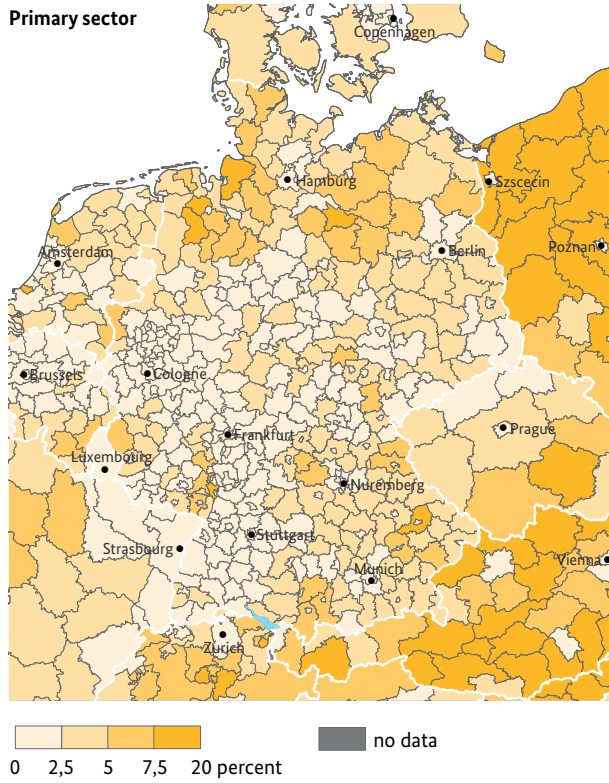 Primary sector
Copenhagen
Hamburg
Szscecin
Poznan
Amsterdam
Berlin
Brussels
Cologne
Frankfurt
Prague
Luxembourg
Nuremberg
Stuttgart
Strasbourg
Vienna
Munich
Zurich
no data
0 2,5 5 7,5 20 percent